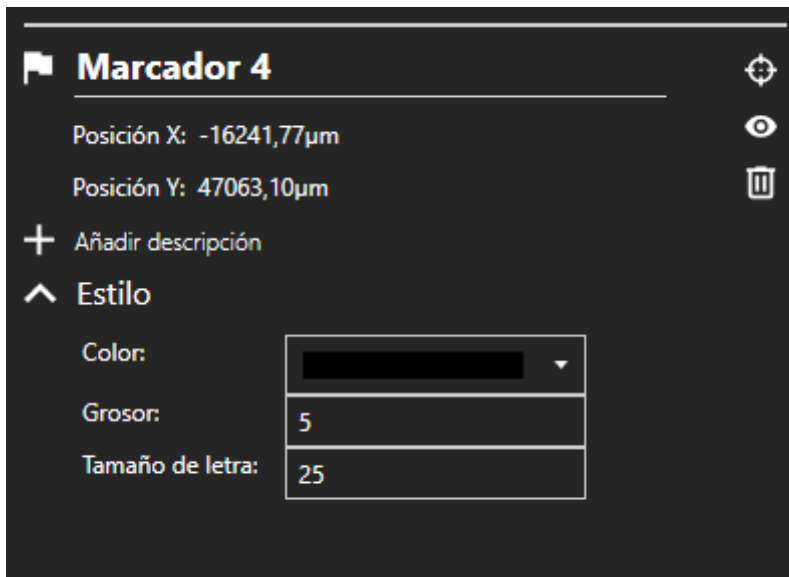 Marcador 4
Posición X: -16241,77µm
Posición Y: 47063,10µm
Añadir descripción
Estilo
Color:
Grosor: 5
Tamaño de letra: 25